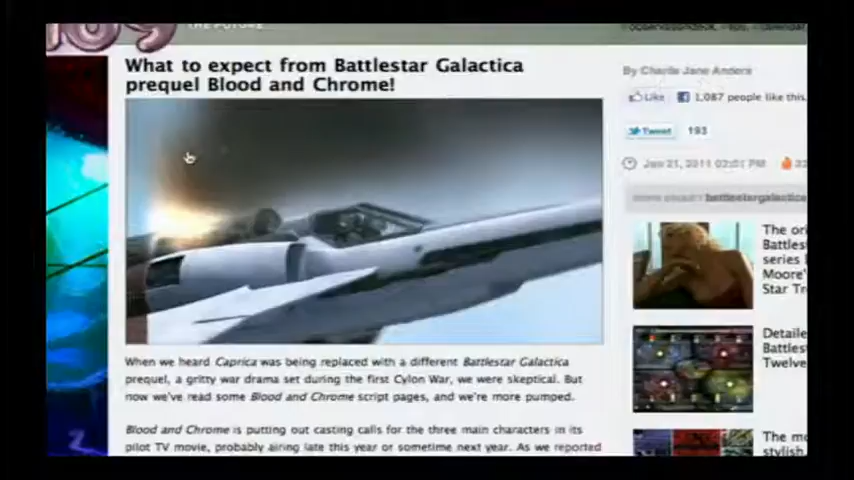 THE FUTURE
What to expect from Battlestar Galactica
prequel Blood and Chrome!
By Charlie Jane Anders
Like 1,087 people like this.
Tweet 193
Jan 21, 2011 02:01 PM
battlestargalactica
The ori
Battles
series
Moore'
Star Tr
Detaile
Battles
Twelve
The mo
stylish,
When we heard Caprica was being replaced with a different Battlestar Galactica
prequel, a gritty war drama set during the first Cylon War, we were skeptical. But
now we've read some Blood and Chrome script pages, and we're more pumped.
Blood and Chrome is putting out casting calls for the three main characters in its
pilot TV movie, probably airing late this year or sometime next year. As we reported